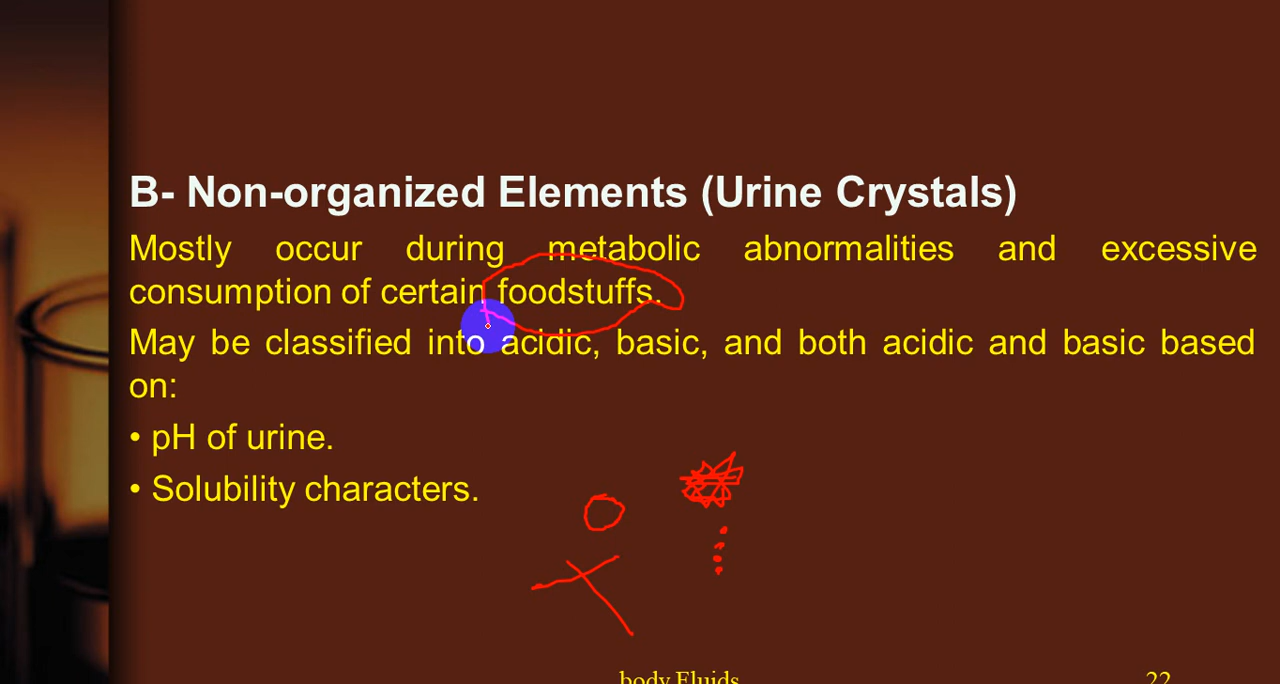 B- Non-organized Elements (Urine Crystals)
Mostly occur during metabolic abnormalities and excessive
consumption of certain foodstuffs.
May be classified into acidic, basic, and both acidic and basic based
on:
• pH of urine.
• Solubility characters.
body Fluids
22